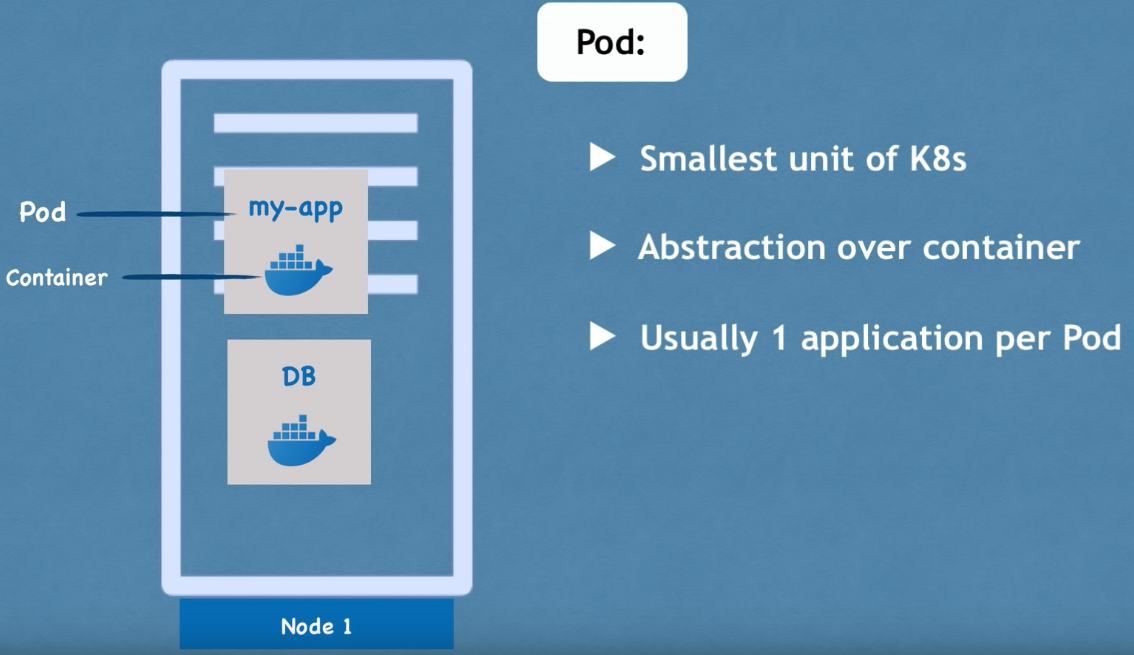 Pod:
Smallest unit of K8s
Abstraction over container
Usually 1 application per Pod
Pod
my-app
Container
DB
Node 1